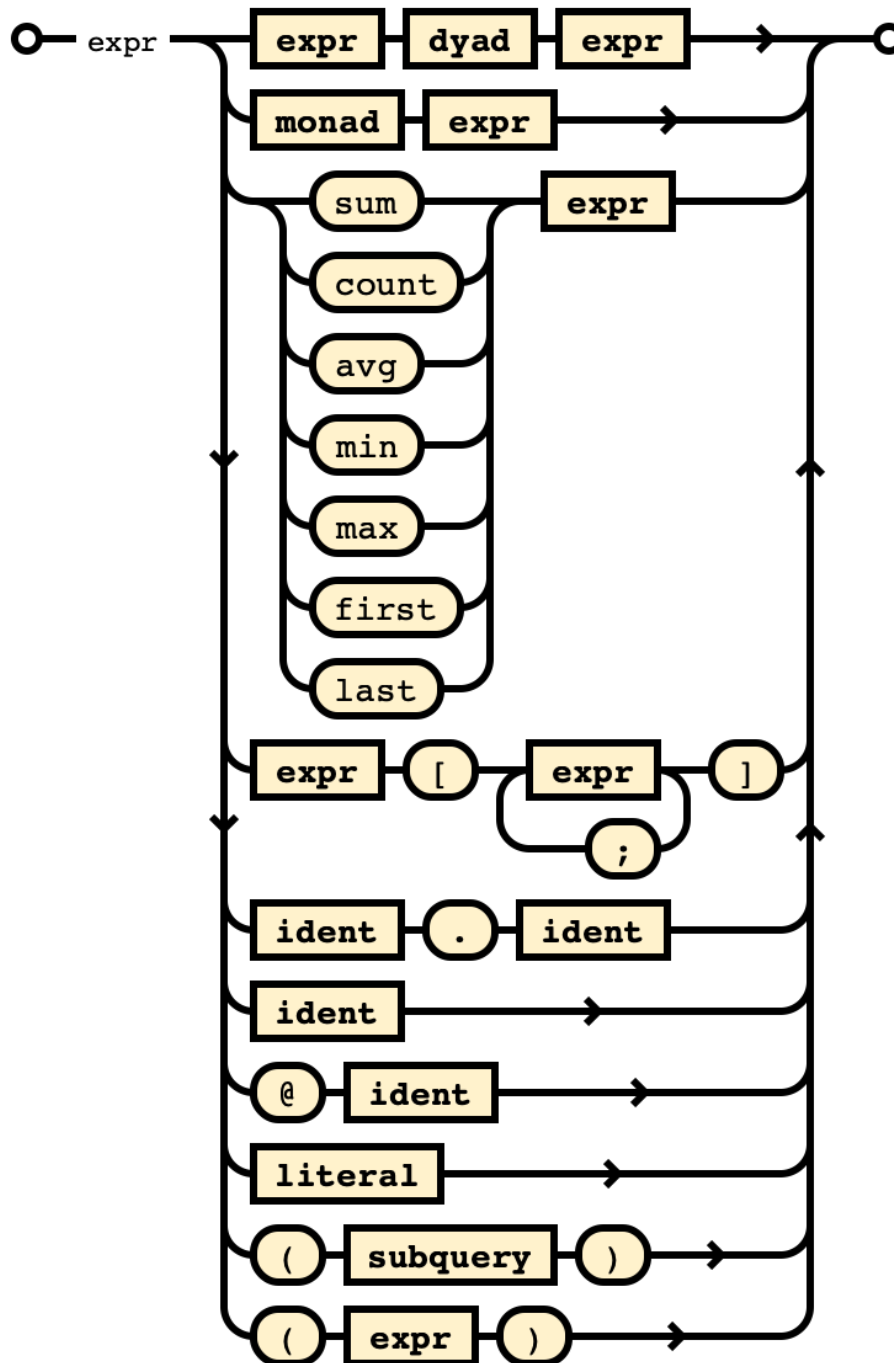 expr expr dyad expr
monad expr
sum expr
count
avg
min
max
first
last
expr [ expr ]
;
ident . ident
ident
@ ident
literal
( subquery )
( expr )